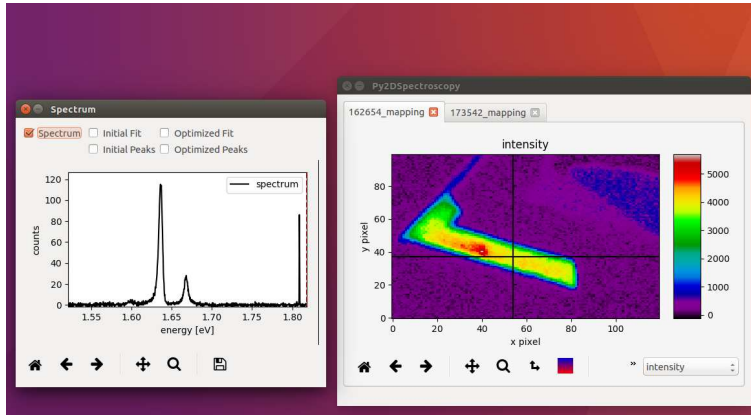 Spectrum
Spectrum Initial Fit Optimized Fit
Initial Peaks Optimized Peaks
spectrum
120
100
80
60
40
20
0
counts
1.55 1.60 1.65 1.70 1.75 1.80
energy [eV]
Py2DSpectroscopy
162654_mapping 173542_mapping
intensity
80
60
40
20
0
y pixel
0 20 40 60 80 100
x pixel
5000
4000
3000
2000
1000
0
» intensity